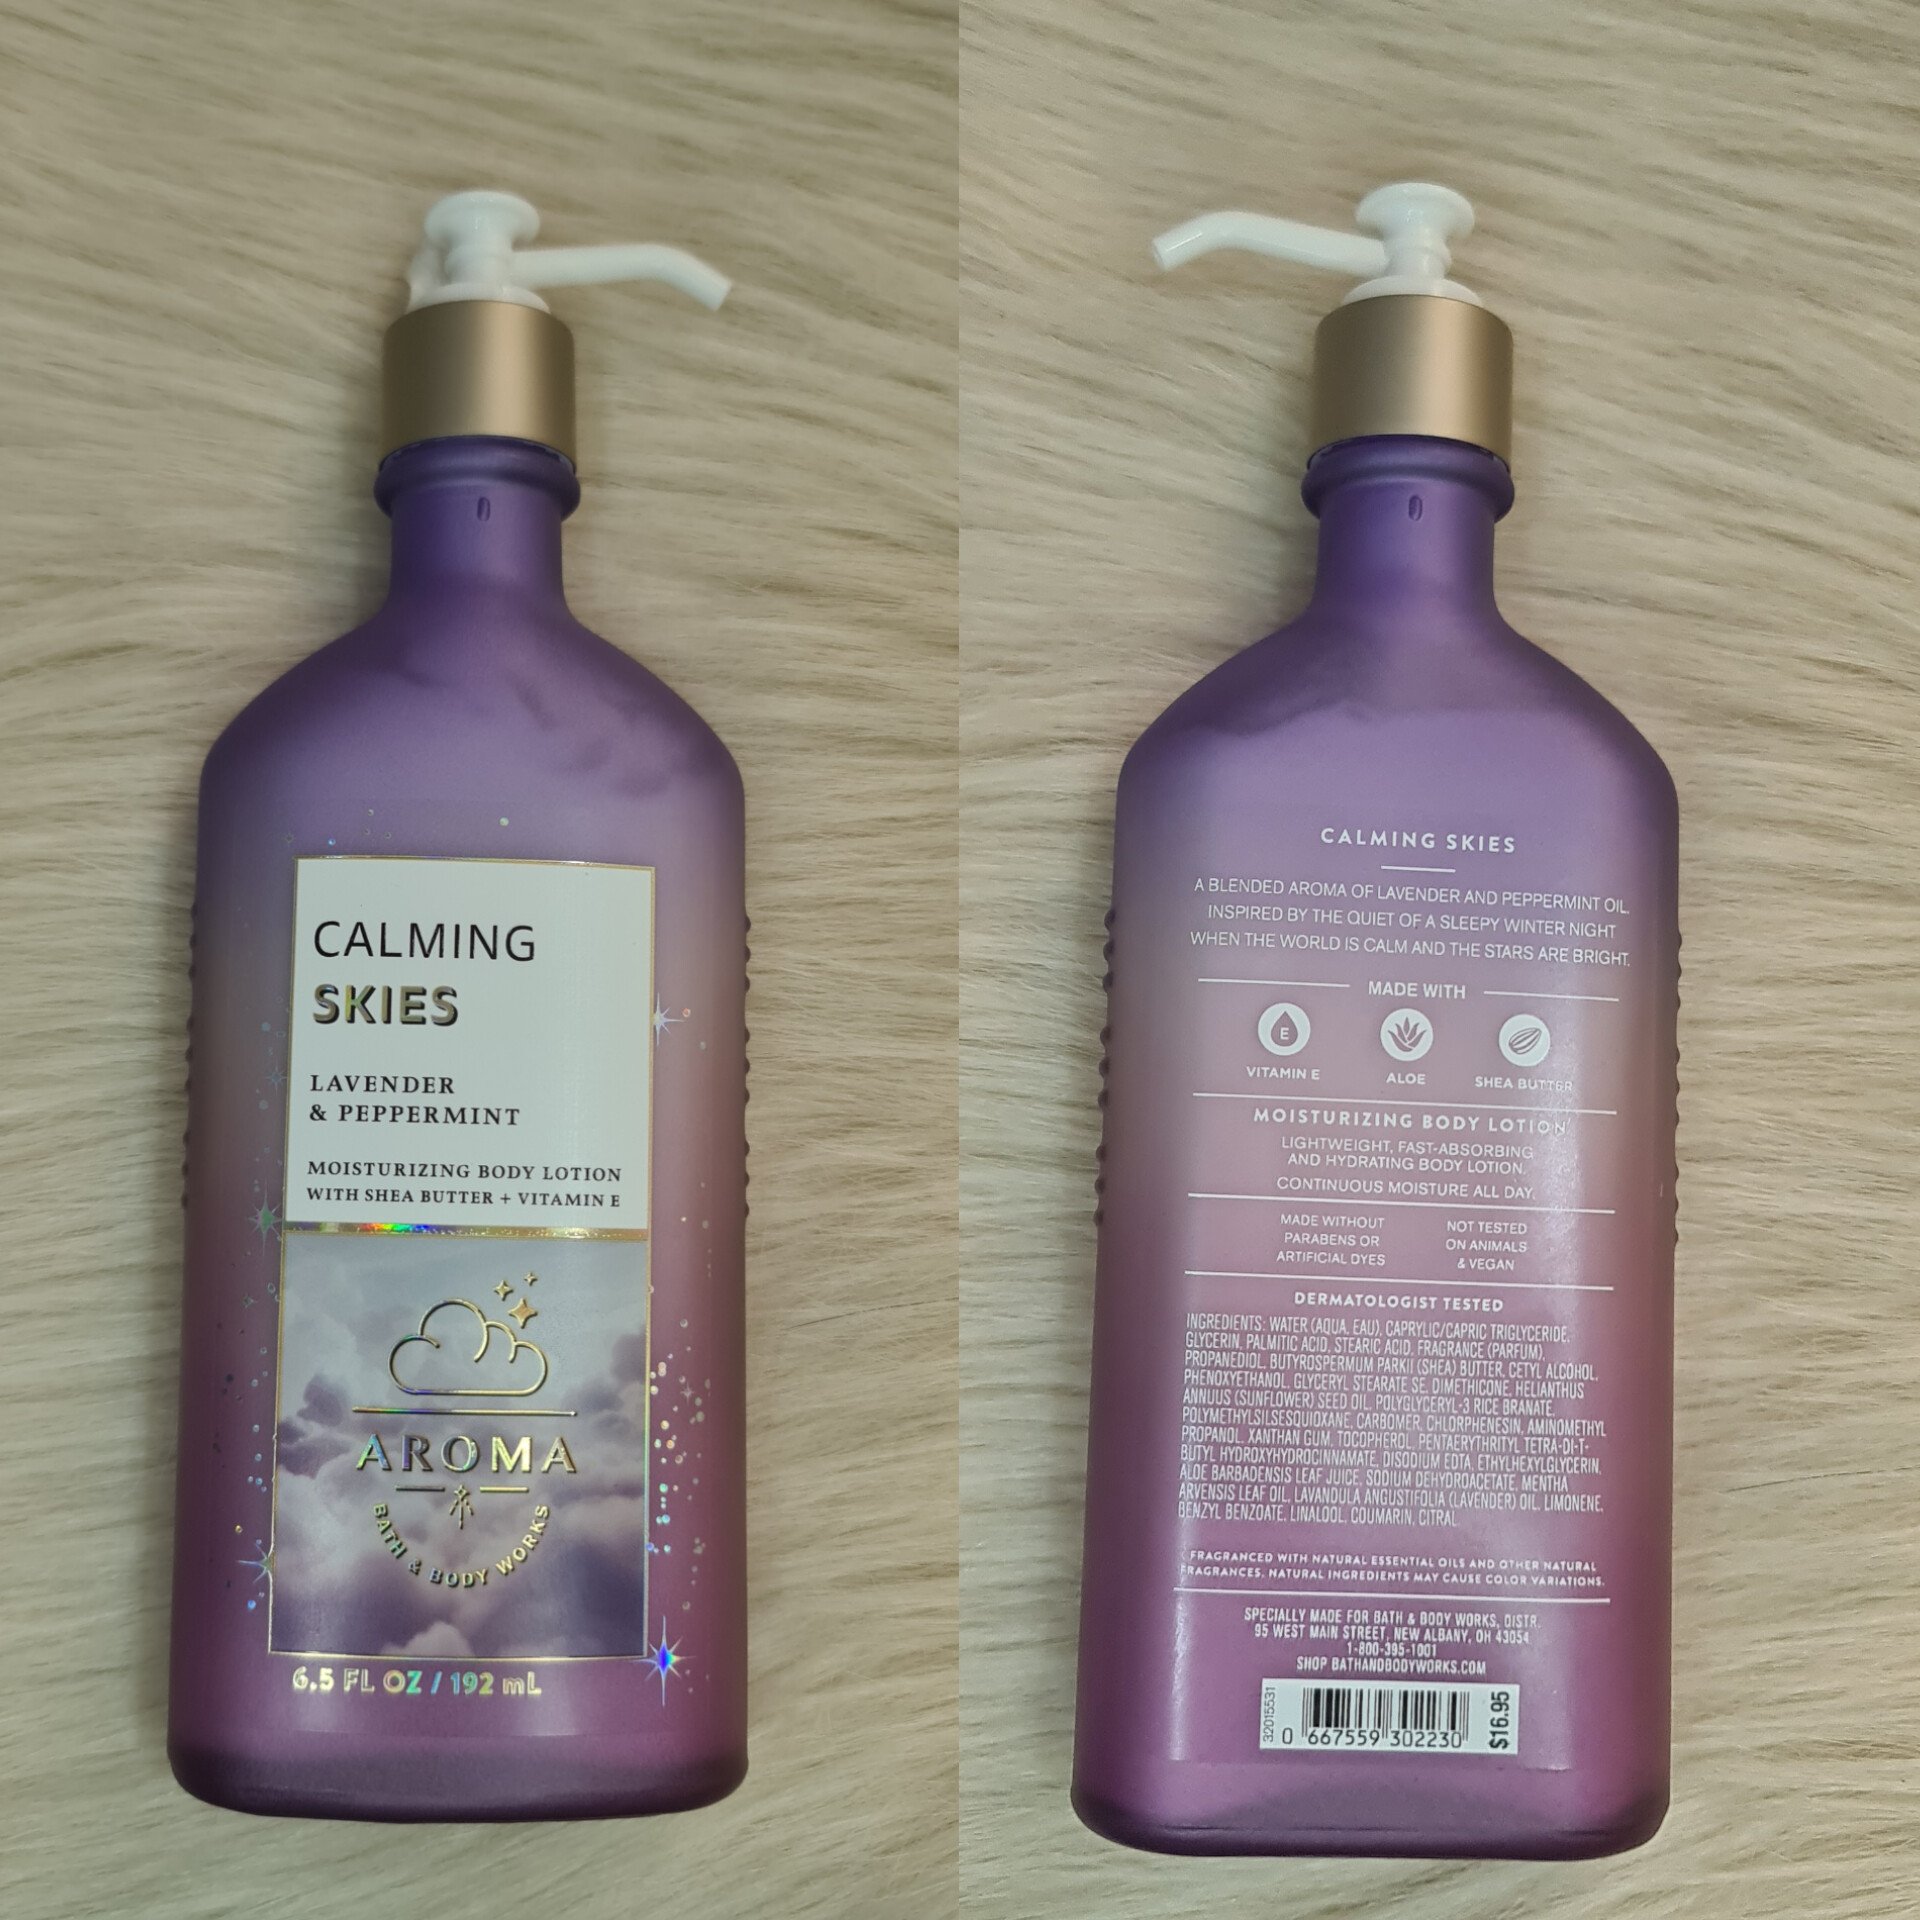 CALMING
SKIES
LAVENDER
& PEPPERMINT
MOISTURIZING BODY LOTION
WITH SHEA BUTTER + VITAMIN E
AROMA
BATH & BODY WORKS
6.5 FL OZ / 192 mL
CALMING SKIES
A BLENDED AROMA OF LAVENDER AND PEPPERMINT OIL.
INSPIRED BY THE QUIET OF A SLEEPY WINTER NIGHT
WHEN THE WORLD IS CALM AND THE STARS ARE BRIGHT.
MADE WITH
E
VITAMIN E
ALOE
SHEA BUTTER
MOISTURIZING BODY LOTION
LIGHTWEIGHT, FAST-ABSORBING
AND HYDRATING BODY LOTION.
CONTINUOUS MOISTURE ALL DAY.
MADE WITHOUT
PARABENS OR
ARTIFICIAL DYES
NOT TESTED
ON ANIMALS
& VEGAN
DERMATOLOGIST TESTED
INGREDIENTS: WATER (AQUA, EAU), CAPRYLIC/CAPRIC TRIGLYCERIDE,
GLYCERIN, PALMITIC ACID, STEARIC ACID, FRAGRANCE (PARFUM),
PROPANEDIOL, BUTYROSPERMUM PARKII (SHEA) BUTTER, CETYL ALCOHOL,
PHENOXYETHANOL, GLYCERYL STEARATE SE, DIMETHICONE, HELIANTHUS
ANNUUS (SUNFLOWER) SEED OIL, POLYGLYCERYL-3 RICE BRANATE,
POLYMETHYLSILSESQUIOXANE, CARBOMER, CHLORPHENESIN, AMINOMETHYL
PROPANOL, XANTHAN GUM, TOCOPHEROL, PENTAERYTHRITYL TETRA-DI-T-
BUTYL HYDROXYHYDROCINNAMATE, DISODIUM EDTA, ETHYLHEXYLGLYCERIN,
ALOE BARBADENSIS LEAF JUICE, SODIUM DEHYDROACETATE, MENTHA
ARVENSIS LEAF OIL, LAVANDULA ANGUSTIFOLIA (LAVENDER) OIL, LIMONENE,
BENZYL BENZOATE, LINALOOL, COUMARIN, CITRAL
FRAGRANCED WITH NATURAL ESSENTIAL OILS AND OTHER NATURAL
FRAGRANCES. NATURAL INGREDIENTS MAY CAUSE COLOR VARIATIONS.
SPECIALLY MADE FOR BATH & BODY WORKS, DISTR.
95 WEST MAIN STREET, NEW ALBANY, OH 43054
1-800-395-1001
SHOP BATHANDBODYWORKS.COM
32015531
0 667559 302230
$16.95